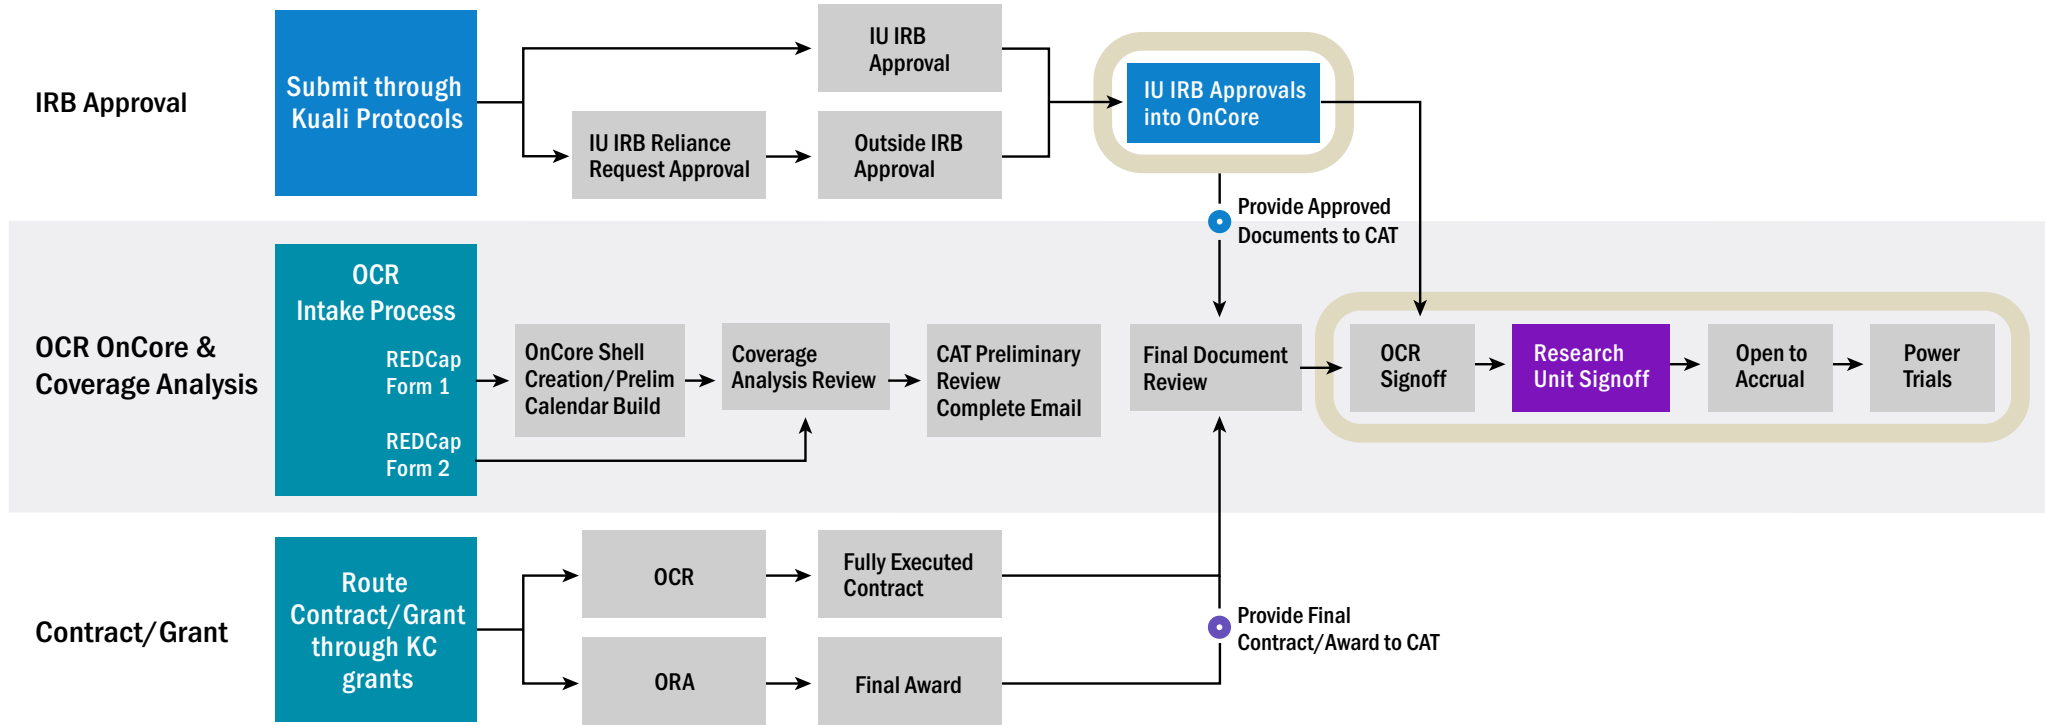 IRB Approval
Submit through
Kuali Protocols
IU IRB
Approval
IU IRB Reliance
Request Approval
Outside IRB
Approval
IU IRB Approvals
into OnCore
Provide Approved
Documents to CAT
OCR OnCore &
Coverage Analysis
OCR
Intake Process
REDCap
Form 1
REDCap
Form 2
OnCore Shell
Creation/Prelim
Calendar Build
Coverage
Analysis Review
CAT Preliminary
Review
Complete Email
Final Document
Review
OCR
Signoff
Research
Unit Signoff
Open to
Accrual
Power
Trials
Contract/Grant
Route
Contract/Grant
through KC
grants
OCR
Fully Executed
Contract
ORA
Final Award
Provide Final
Contract/Award to CAT